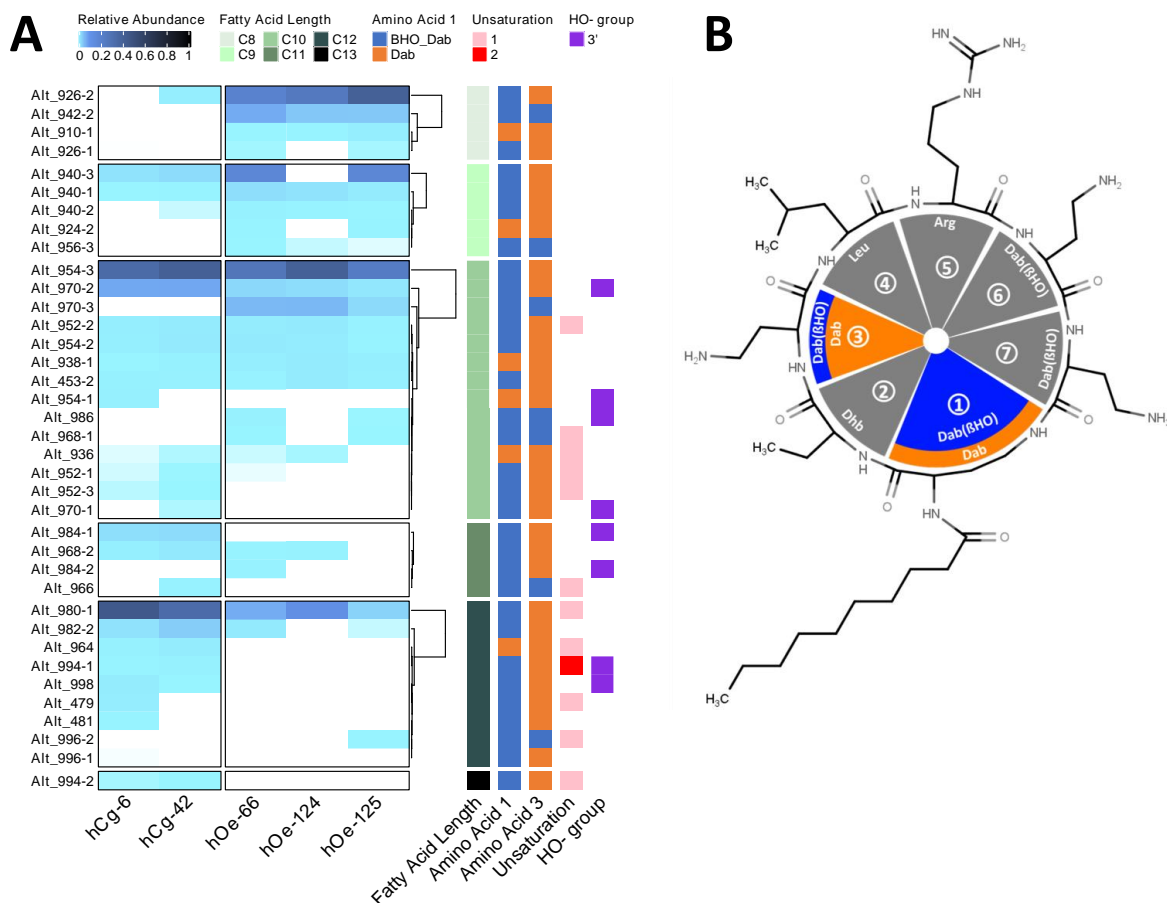 A
Relative Abundance
0 0.2 0.4 0.6 0.8 1
Fatty Acid Length
C8 C10 C12
C9 C11 C13
Amino Acid 1
BHO_Dab
Dab
Unsaturation
1
2
HO- group
3'
Alt_926-2
Alt_942-2
Alt_910-1
Alt_926-1
Alt_940-3
Alt_940-1
Alt_940-2
Alt_924-2
Alt_956-3
Alt_954-3
Alt_970-2
Alt_970-3
Alt_952-2
Alt_954-2
Alt_938-1
Alt_453-2
Alt_954-1
Alt_986
Alt_968-1
Alt_936
Alt_952-1
Alt_952-3
Alt_970-1
Alt_984-1
Alt_968-2
Alt_984-2
Alt_966
Alt_980-1
Alt_982-2
Alt_964
Alt_994-1
Alt_998
Alt_479
Alt_481
Alt_996-2
Alt_996-1
Alt_994-2
hCg-6
hCg-42
hOe-66
hOe-124
hOe-125
Fatty Acid Length
Amino Acid 1
Amino Acid 3
Unsaturation
HO- group
B
HN
NH₂
NH
H₃C
O
H
N
O
NH₂
H₃C
NH
NH
O
O
H₂N
NH
NH
O
O
NH₂
H₃C
NH
H
O
NH
HN
O
H₃C
Arg
⑤
Leu
④
Dab(ßHO)
⑥
Dab(ßHO)
Dab
③
Dab(ßHO)
⑦
Dhb
②
①
Dab(ßHO)
Dab